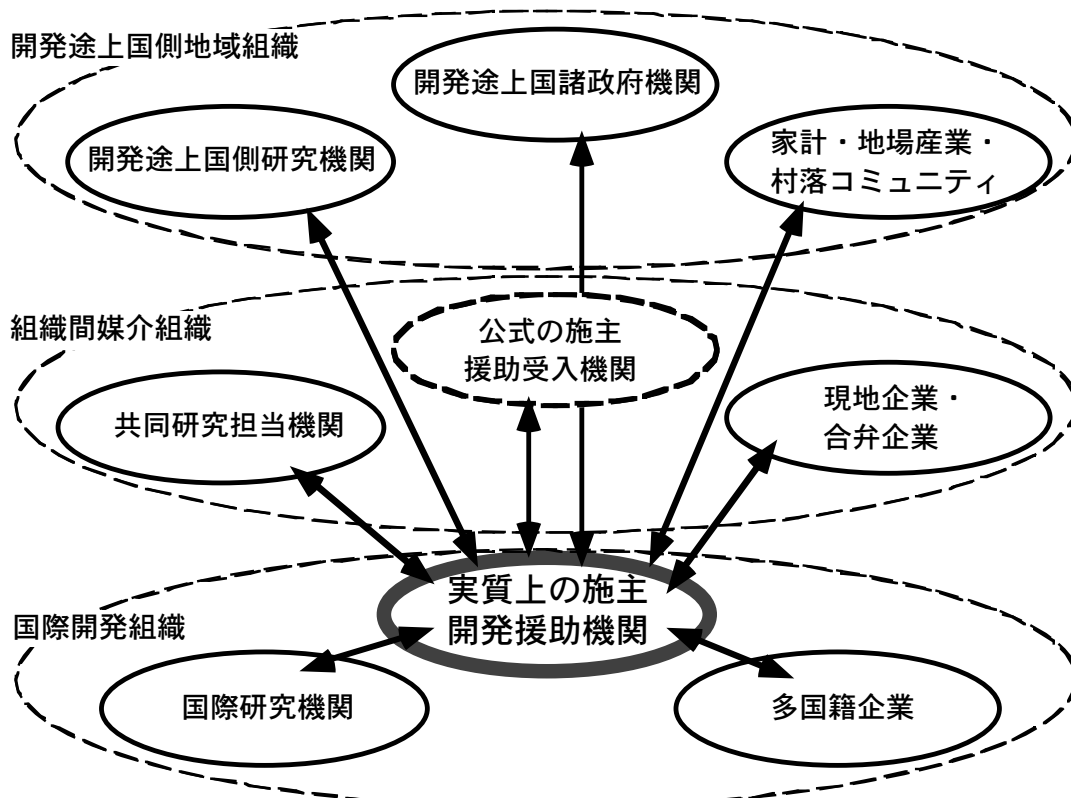 開発途上国側地域組織
開発途上国諸政府機関
開発途上国側研究機関
家計・地場産業・
村落コミュニティ
組織間媒介組織
公式の施主
援助受入機関
共同研究担当機関
現地企業・
合弁企業
国際開発組織
実質上の施主
開発援助機関
国際研究機関
多国籍企業